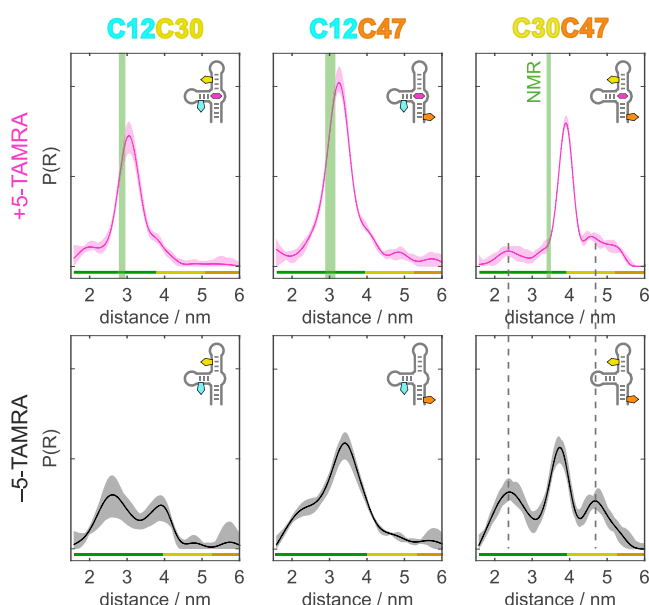 C12C30 C12C47 C30C47
+5-TAMRA
P(R)
NMR
2 3 4 5 6 2 3 4 5 6 2 3 4 5 6
distance / nm distance / nm distance / nm
–5-TAMRA
P(R)
2 3 4 5 6 2 3 4 5 6 2 3 4 5 6
distance / nm distance / nm distance / nm